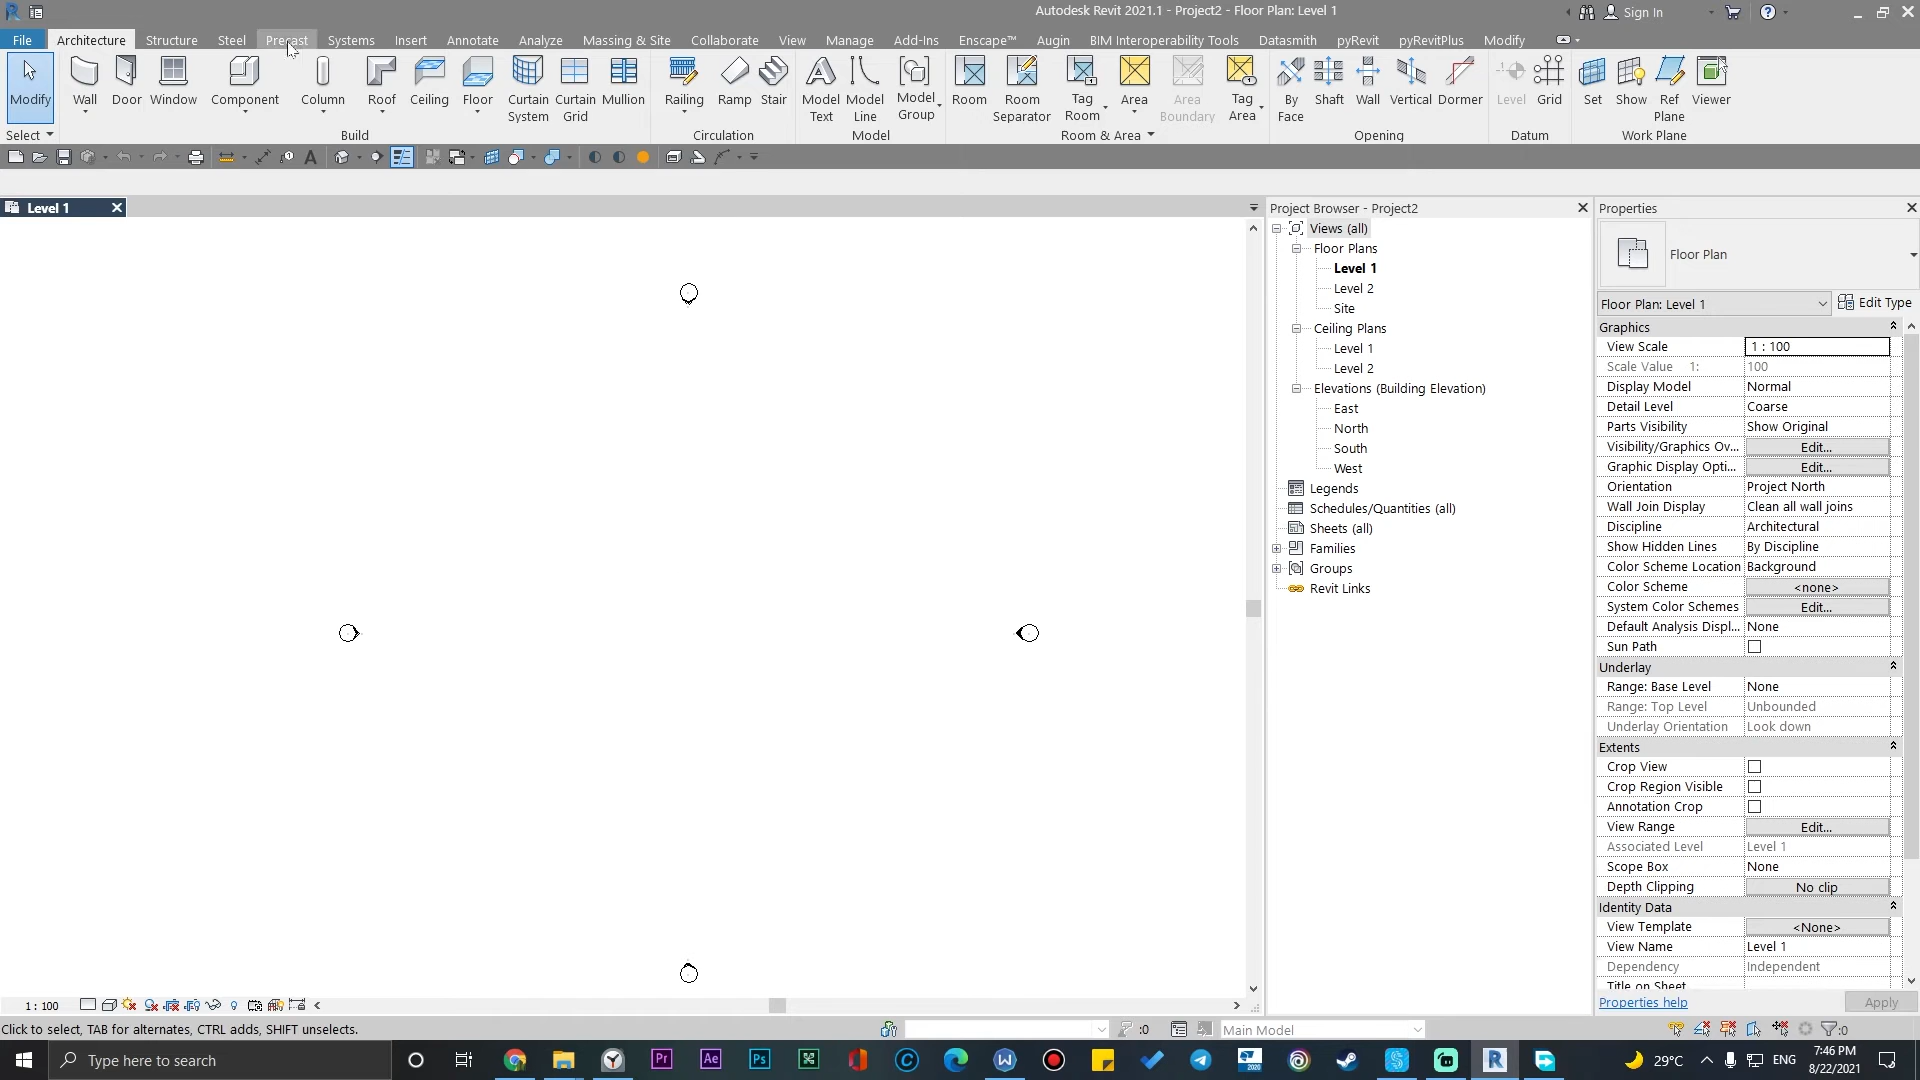 Autodesk Revit 2021.1 - Project2 - Floor Plan: Level 1
Sign In
File Architecture Structure Steel Precast Systems Insert Annotate Analyze Massing & Site Collaborate View Manage Add-Ins Enscape™ Augin BIM Interoperability Tools Datasmith pyRevit pyRevitPlus Modify
Modify Wall Door Window Component Column Roof Ceiling Floor Curtain System Curtain Grid Mullion Railing Ramp Stair Model Text Model Line Model Group Room Room Separator Tag Room Area Area Boundary Tag Area By Face Shaft Wall Vertical Dormer Level Grid Set Show Ref Plane Viewer
Select Build Circulation Model Room & Area Opening Datum Work Plane
Level 1
Project Browser - Project2
Views (all)
Floor Plans
Level 1
Level 2
Site
Ceiling Plans
Level 1
Level 2
Elevations (Building Elevation)
East
North
South
West
Legends
Schedules/Quantities (all)
Sheets (all)
Families
Groups
Revit Links
Properties
Floor Plan
Floor Plan: Level 1 Edit Type
Graphics
View Scale 1 : 100
Scale Value 1: 100
Display Model Normal
Detail Level Coarse
Parts Visibility Show Original
Visibility/Graphics Ov... Edit...
Graphic Display Opti... Edit...
Orientation Project North
Wall Join Display Clean all wall joins
Discipline Architectural
Show Hidden Lines By Discipline
Color Scheme Location Background
Color Scheme <none>
System Color Schemes Edit...
Default Analysis Displ... None
Sun Path
Underlay
Range: Base Level None
Range: Top Level Unbounded
Underlay Orientation Look down
Extents
Crop View
Crop Region Visible
Annotation Crop
View Range Edit...
Associated Level Level 1
Scope Box None
Depth Clipping No clip
Identity Data
View Template <None>
View Name Level 1
Dependency Independent
Title on Sheet
Properties help Apply
1 : 100
Click to select, TAB for alternates, CTRL adds, SHIFT unselects.
:0
Main Model
:0
Type here to search
29°C
ENG
7:46 PM
8/22/2021